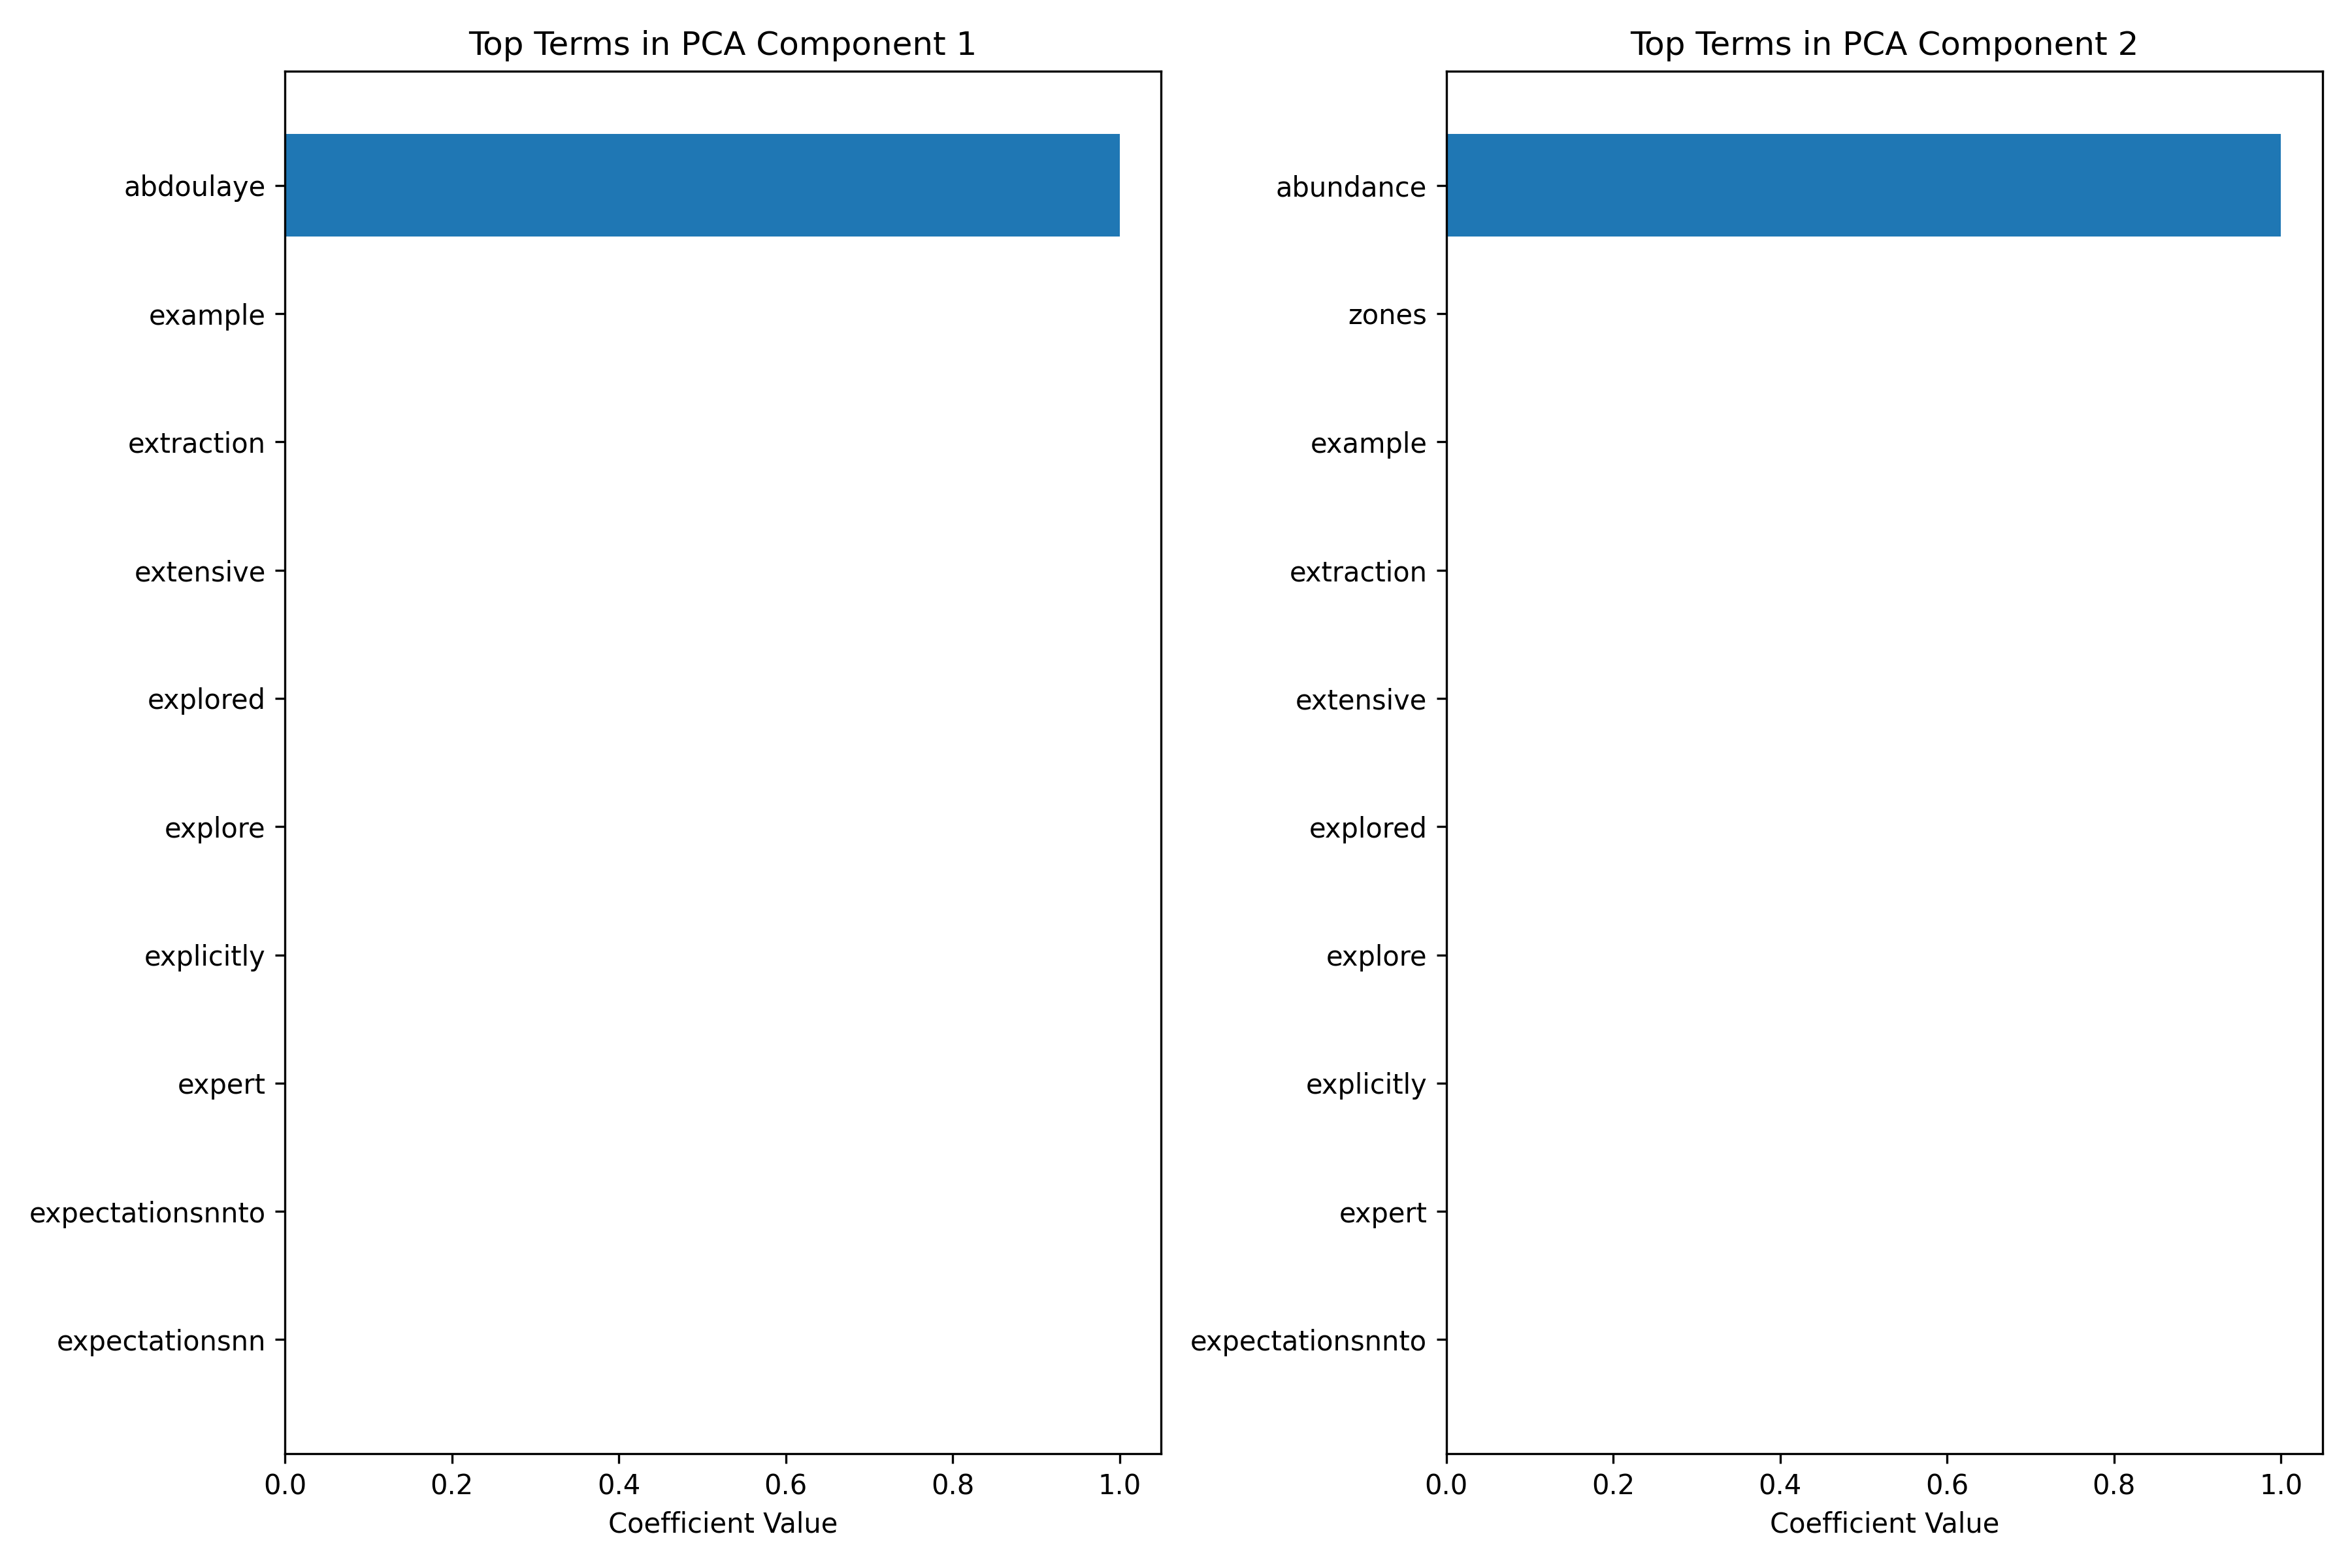 Top Terms in PCA Component 1
abdoulaye
example
extraction
extensive
explored
explore
explicitly
expert
expectationsnnto
expectationsnn
0.0 0.2 0.4 0.6 0.8 1.0
Coefficient Value
Top Terms in PCA Component 2
abundance
zones
example
extraction
extensive
explored
explore
explicitly
expert
expectationsnnto
0.0 0.2 0.4 0.6 0.8 1.0
Coefficient Value